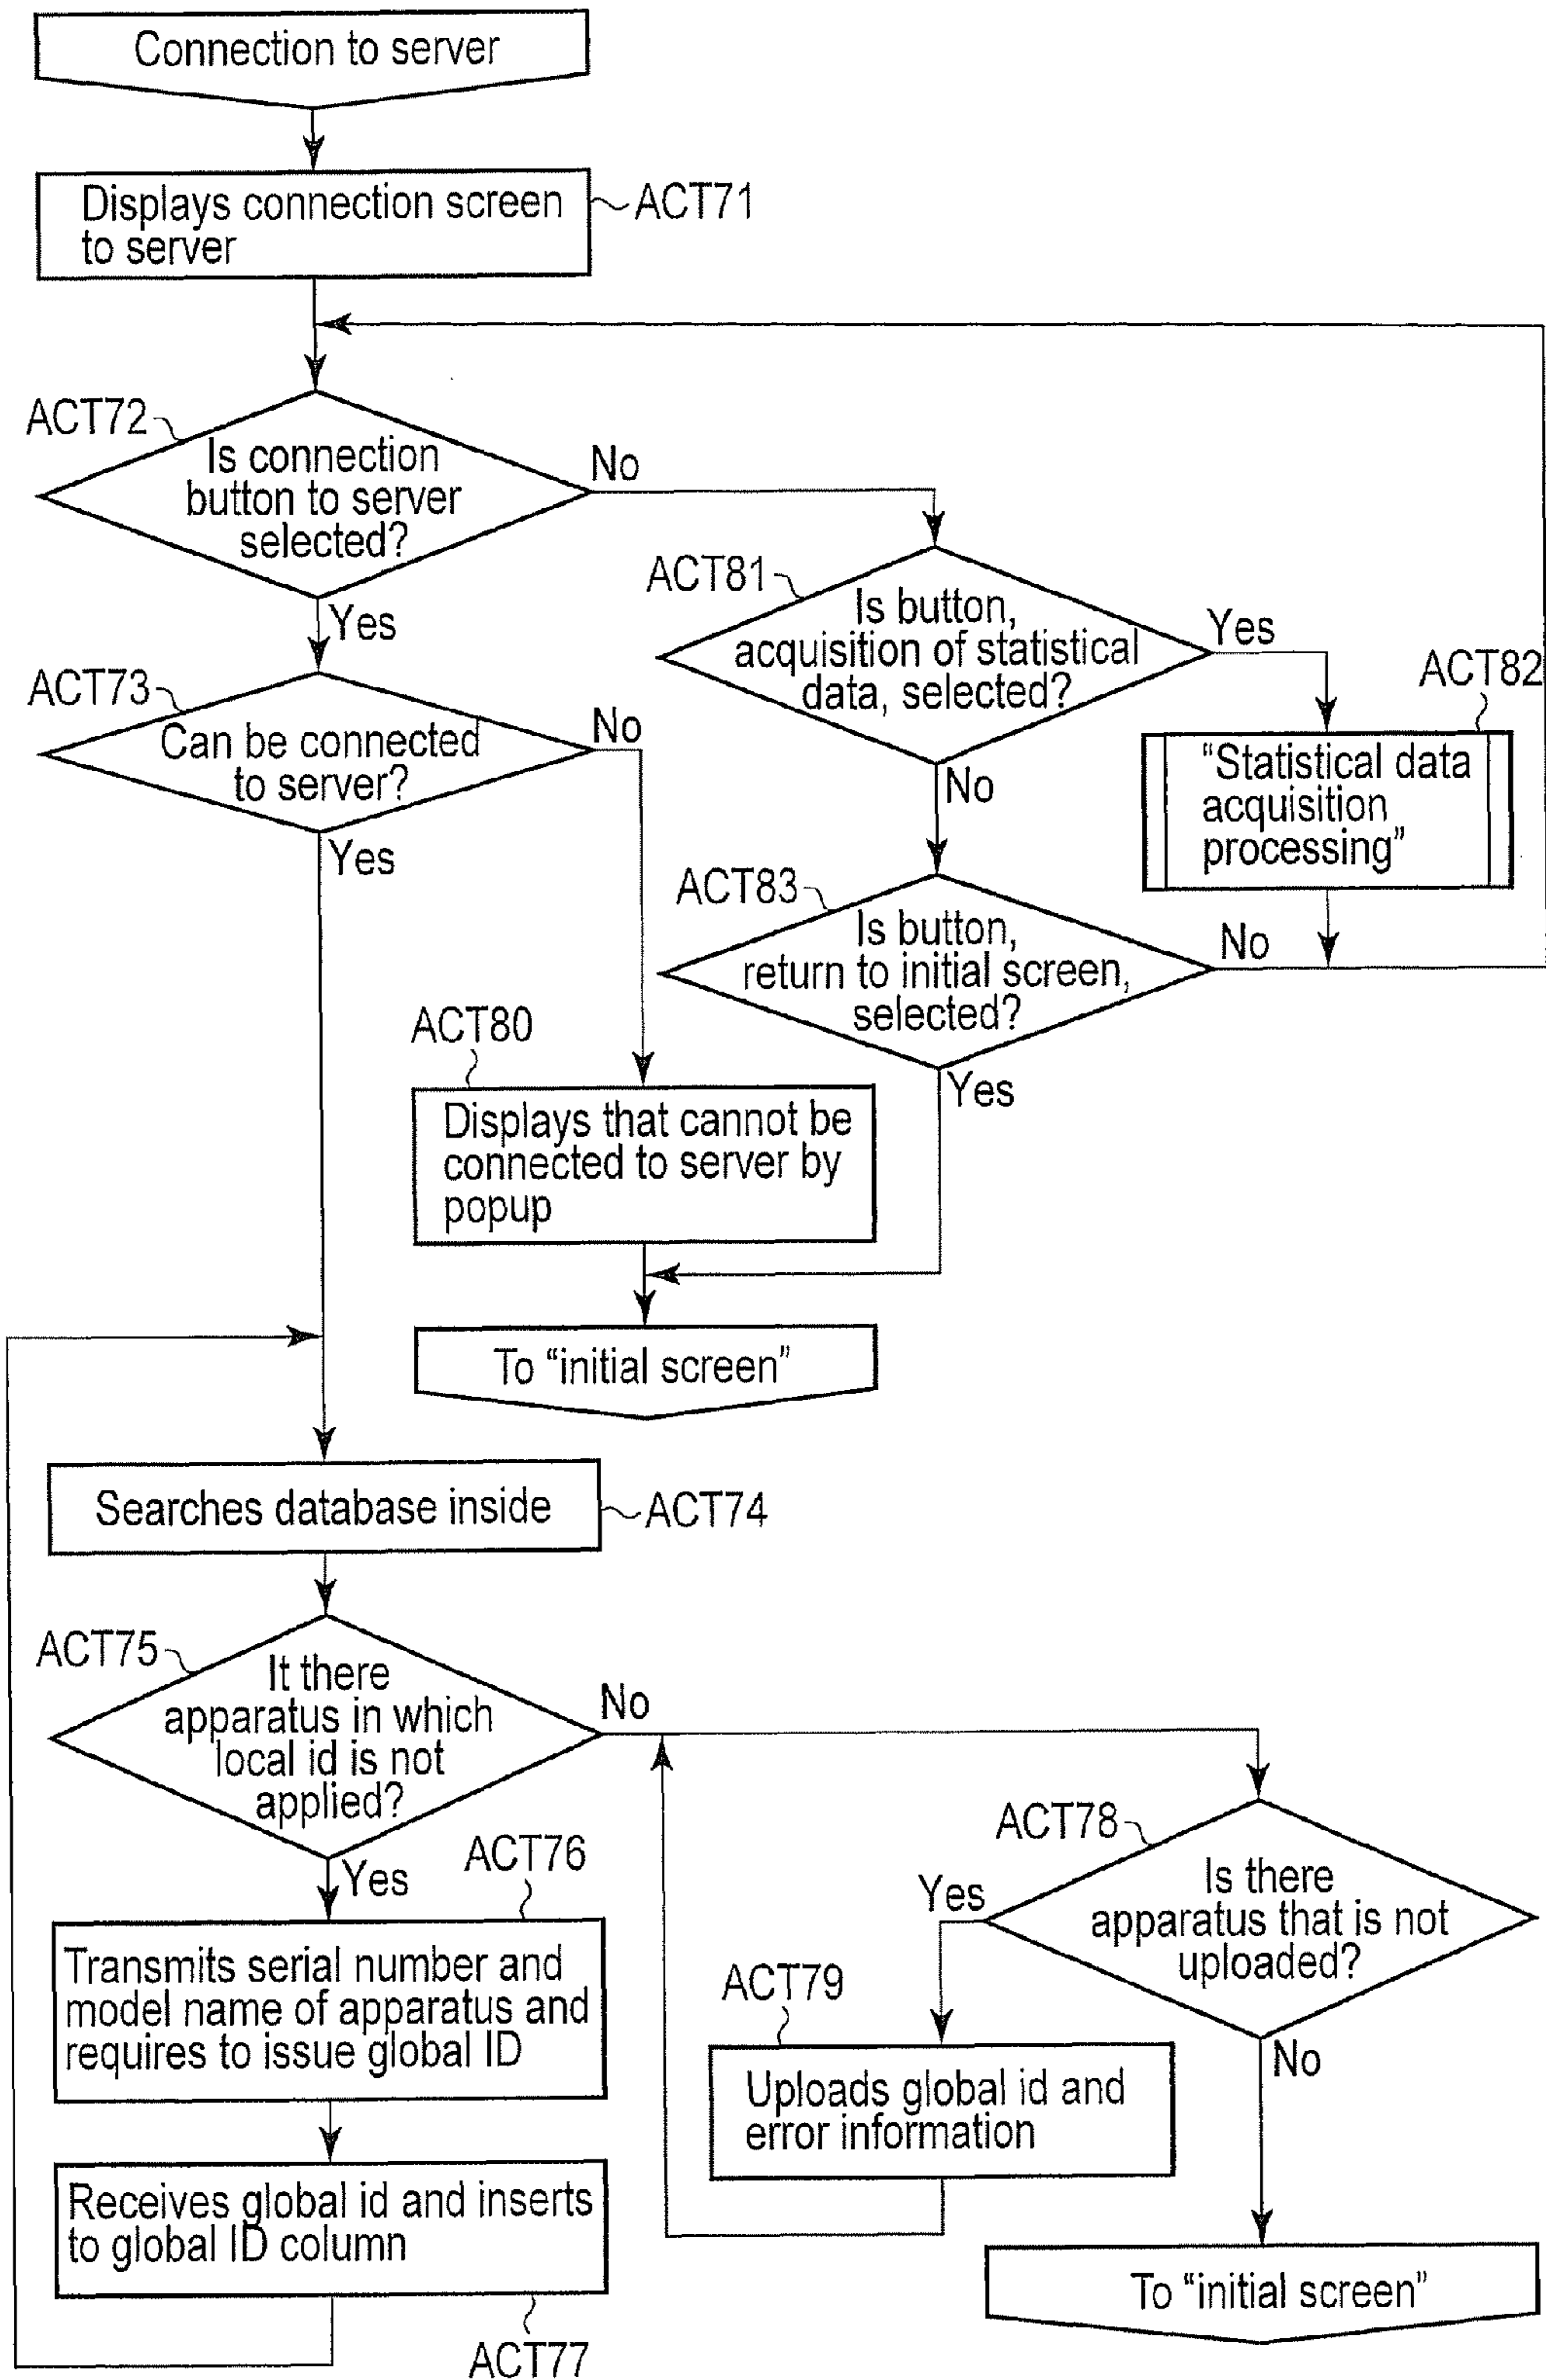 Connection to server
Displays connection screen
to server
ACT71
ACT72
Is connection
button to server
selected?
No
Yes
ACT81
Is button,
acquisition of statistical
data, selected?
Yes
No
ACT82
"Statistical data
acquisition
processing"
ACT73
Can be connected
to server?
No
Yes
ACT83
Is button,
return to initial screen,
selected?
No
Yes
ACT80
Displays that cannot be
connected to server by
popup
To "initial screen"
Searches database inside
ACT74
ACT75
It there
apparatus in which
local id is not
applied?
No
Yes
ACT76
Transmits serial number and
model name of apparatus and
requires to issue global ID
Receives global id and inserts
to global ID column
ACT77
ACT78
Is there
apparatus that is not
uploaded?
Yes
No
ACT79
Uploads global id and
error information
To "initial screen"